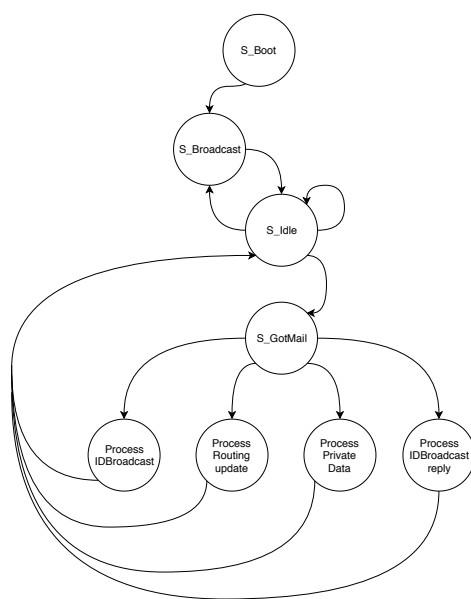 S_Boot
S_Broadcast
S_Idle
S_GotMail
Process
IDBroadcast
Process
Routing
update
Process
Private
Data
Process
IDBroadcast
reply